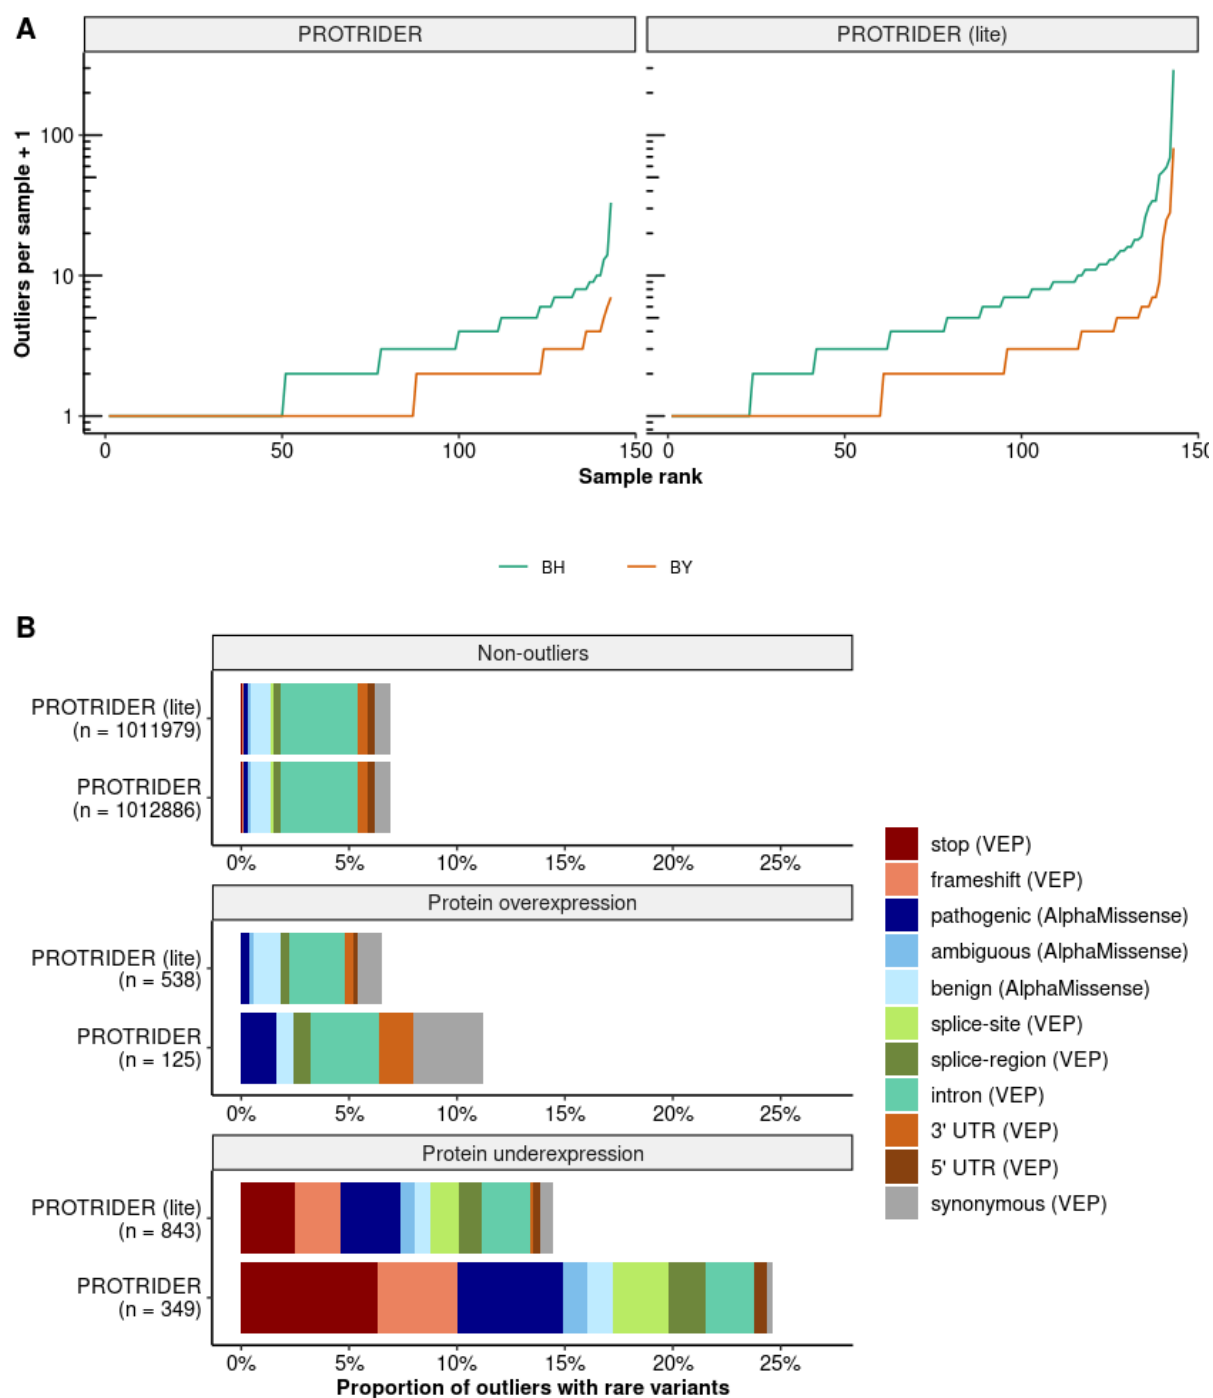 A
PROTRIDER
PROTRIDER (lite)
Outliers per sample + 1
100
10
1
0
50
100
150
0
50
100
150
Sample rank
BH
BY
B
Non-outliers
PROTRIDER (lite)
(n = 1011979)
PROTRIDER
(n = 1012886)
0%
5%
10%
15%
20%
25%
Protein overexpression
PROTRIDER (lite)
(n = 538)
PROTRIDER
(n = 125)
0%
5%
10%
15%
20%
25%
Protein underexpression
PROTRIDER (lite)
(n = 843)
PROTRIDER
(n = 349)
0%
5%
10%
15%
20%
25%
Proportion of outliers with rare variants
stop (VEP)
frameshift (VEP)
pathogenic (AlphaMissense)
ambiguous (AlphaMissense)
benign (AlphaMissense)
splice-site (VEP)
splice-region (VEP)
intron (VEP)
3' UTR (VEP)
5' UTR (VEP)
synonymous (VEP)